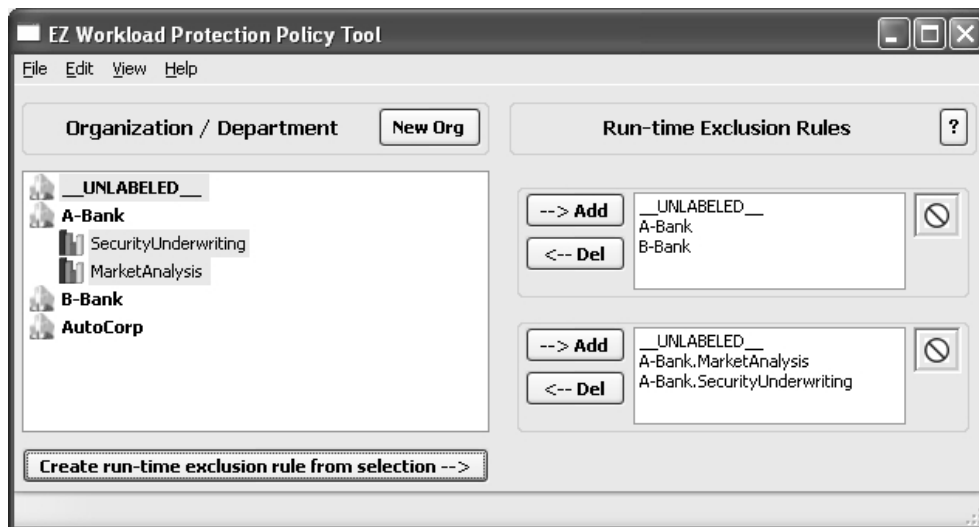 EZ Workload Protection Policy Tool
File Edit View Help
Organization / Department
New Org
__UNLABELED__
A-Bank
SecurityUnderwriting
MarketAnalysis
B-Bank
AutoCorp
Create run-time exclusion rule from selection -->
Run-time Exclusion Rules
?
--> Add
<-- Del
__UNLABELED__
A-Bank
B-Bank
--> Add
<-- Del
__UNLABELED__
A-Bank.MarketAnalysis
A-Bank.SecurityUnderwriting